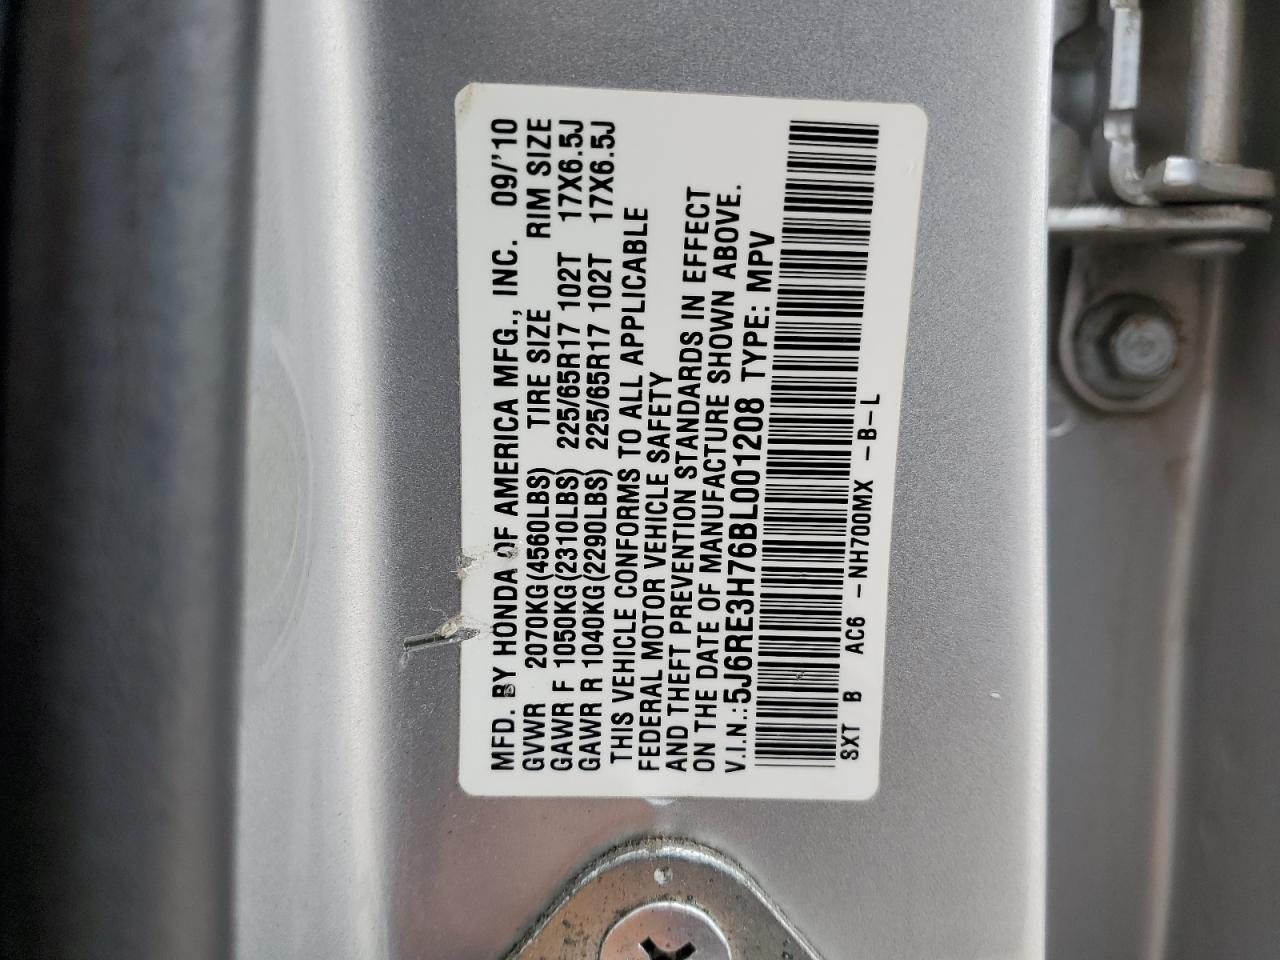 MFD. BY HONDA OF AMERICA MFG., INC. 09/'10
GVWR 2070KG(4560LBS) TIRE SIZE RIM SIZE
GAWR F 1050KG(2310LBS) 225/65R17 102T 17X6.5J
GAWR R 1040KG(2290LBS) 225/65R17 102T 17X6.5J
THIS VEHICLE CONFORMS TO ALL APPLICABLE
FEDERAL MOTOR VEHICLE SAFETY
AND THEFT PREVENTION STANDARDS IN EFFECT
ON THE DATE OF MANUFACTURE SHOWN ABOVE.
V.I.N.:5J6RE3H76BL001208 TYPE: MPV
SXT B AC6 -NH700MX -B-L